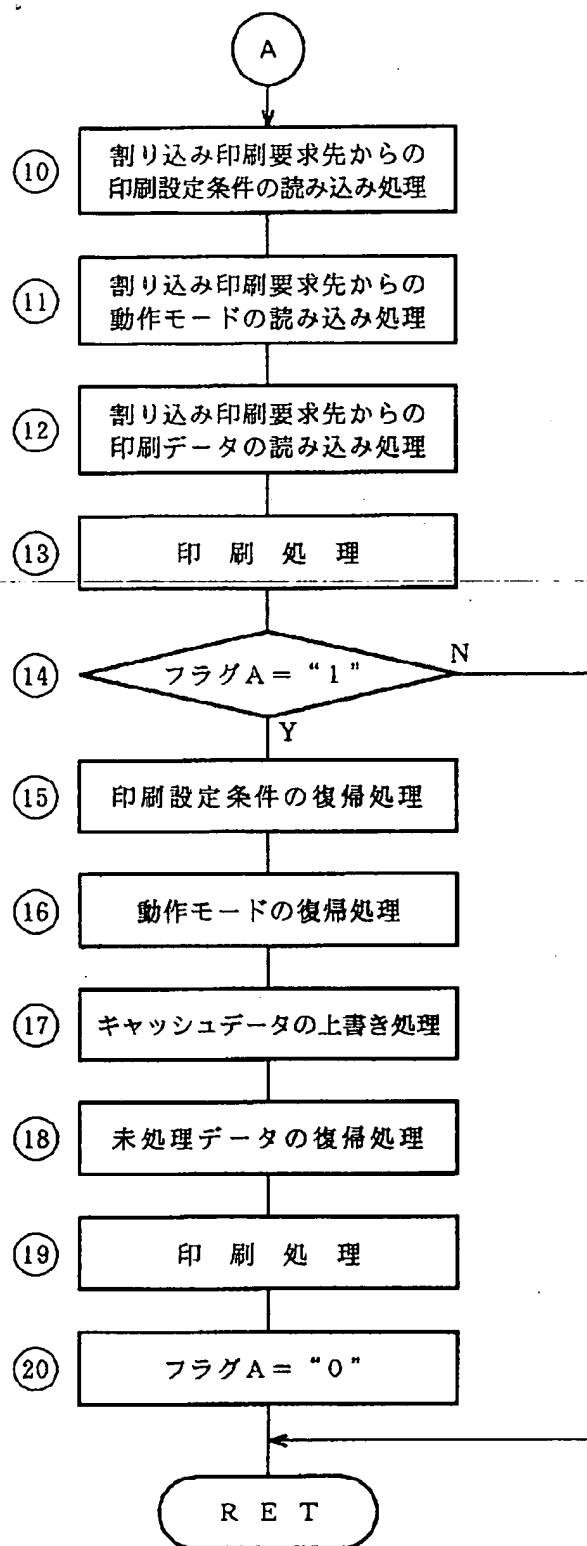 A
⑩
割り込み印刷要求先からの
印刷設定条件の読み込み処理
⑪
割り込み印刷要求先からの
動作モードの読み込み処理
⑫
割り込み印刷要求先からの
印刷データの読み込み処理
⑬
印刷処理
⑭
フラグA=“1”
N
Y
⑮
印刷設定条件の復帰処理
⑯
動作モードの復帰処理
⑰
キャッシュデータの上書き処理
⑱
未処理データの復帰処理
⑲
印刷処理
⑳
フラグA=“0”
RET